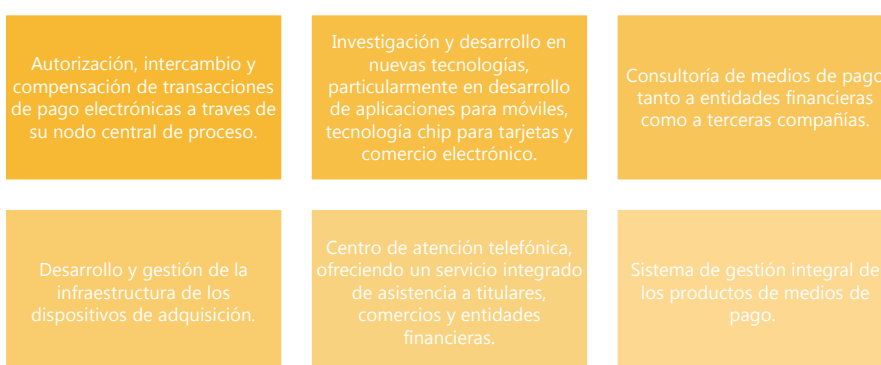 Autorización, intercambio y
compensación de transacciones
de pago electrónicas a traves de
su nodo central de proceso.
Investigación y desarrollo en
nuevas tecnologías,
particularmente en desarrollo
de aplicaciones para móviles,
tecnología chip para tarjetas y
comercio electrónico.
Consultoría de medios de pago
tanto a entidades financieras
como a terceras compañías.
Desarrollo y gestión de la
infraestructura de los
dispositivos de adquisición.
Centro de atención telefónica,
ofreciendo un servicio integrado
de asistencia a titulares,
comercios y entidades
financieras.
Sistema de gestión integral de
los productos de medios de
pago.